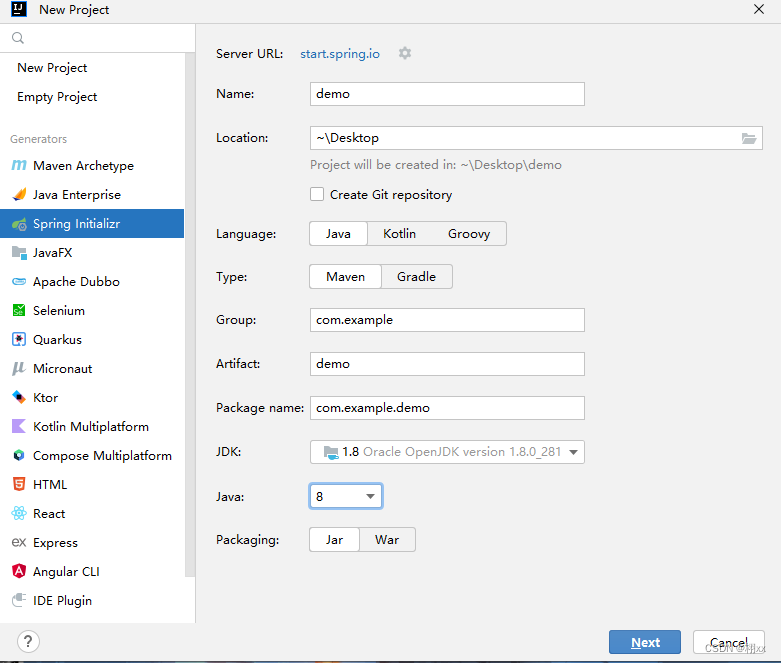 New Project
New Project
Empty Project
Generators
Maven Archetype
Java Enterprise
Spring Initializr
JavaFX
Apache Dubbo
Selenium
Quarkus
Micronaut
Ktor
Kotlin Multiplatform
Compose Multiplatform
HTML
React
ex Express
Angular CLI
IDE Plugin
?
Server URL: start.spring.io
Name: demo
Location: ~\Desktop
Project will be created in: ~\Desktop\demo
Create Git repository
Language: Java Kotlin Groovy
Type: Maven Gradle
Group: com.example
Artifact: demo
Package name: com.example.demo
JDK: 1.8 Oracle OpenJDK version 1.8.0_281
Java: 8
Packaging: Jar War
Next Cancel